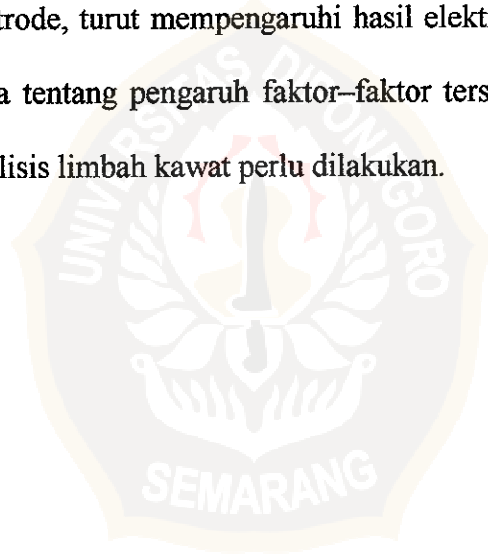 trode, turut mempengaruhi hasil elekt
a tentang pengaruh faktor–faktor ters
lisis limbah kawat perlu dilakukan.
UNIVERSITAS DIPONEGORO
SEMARANG